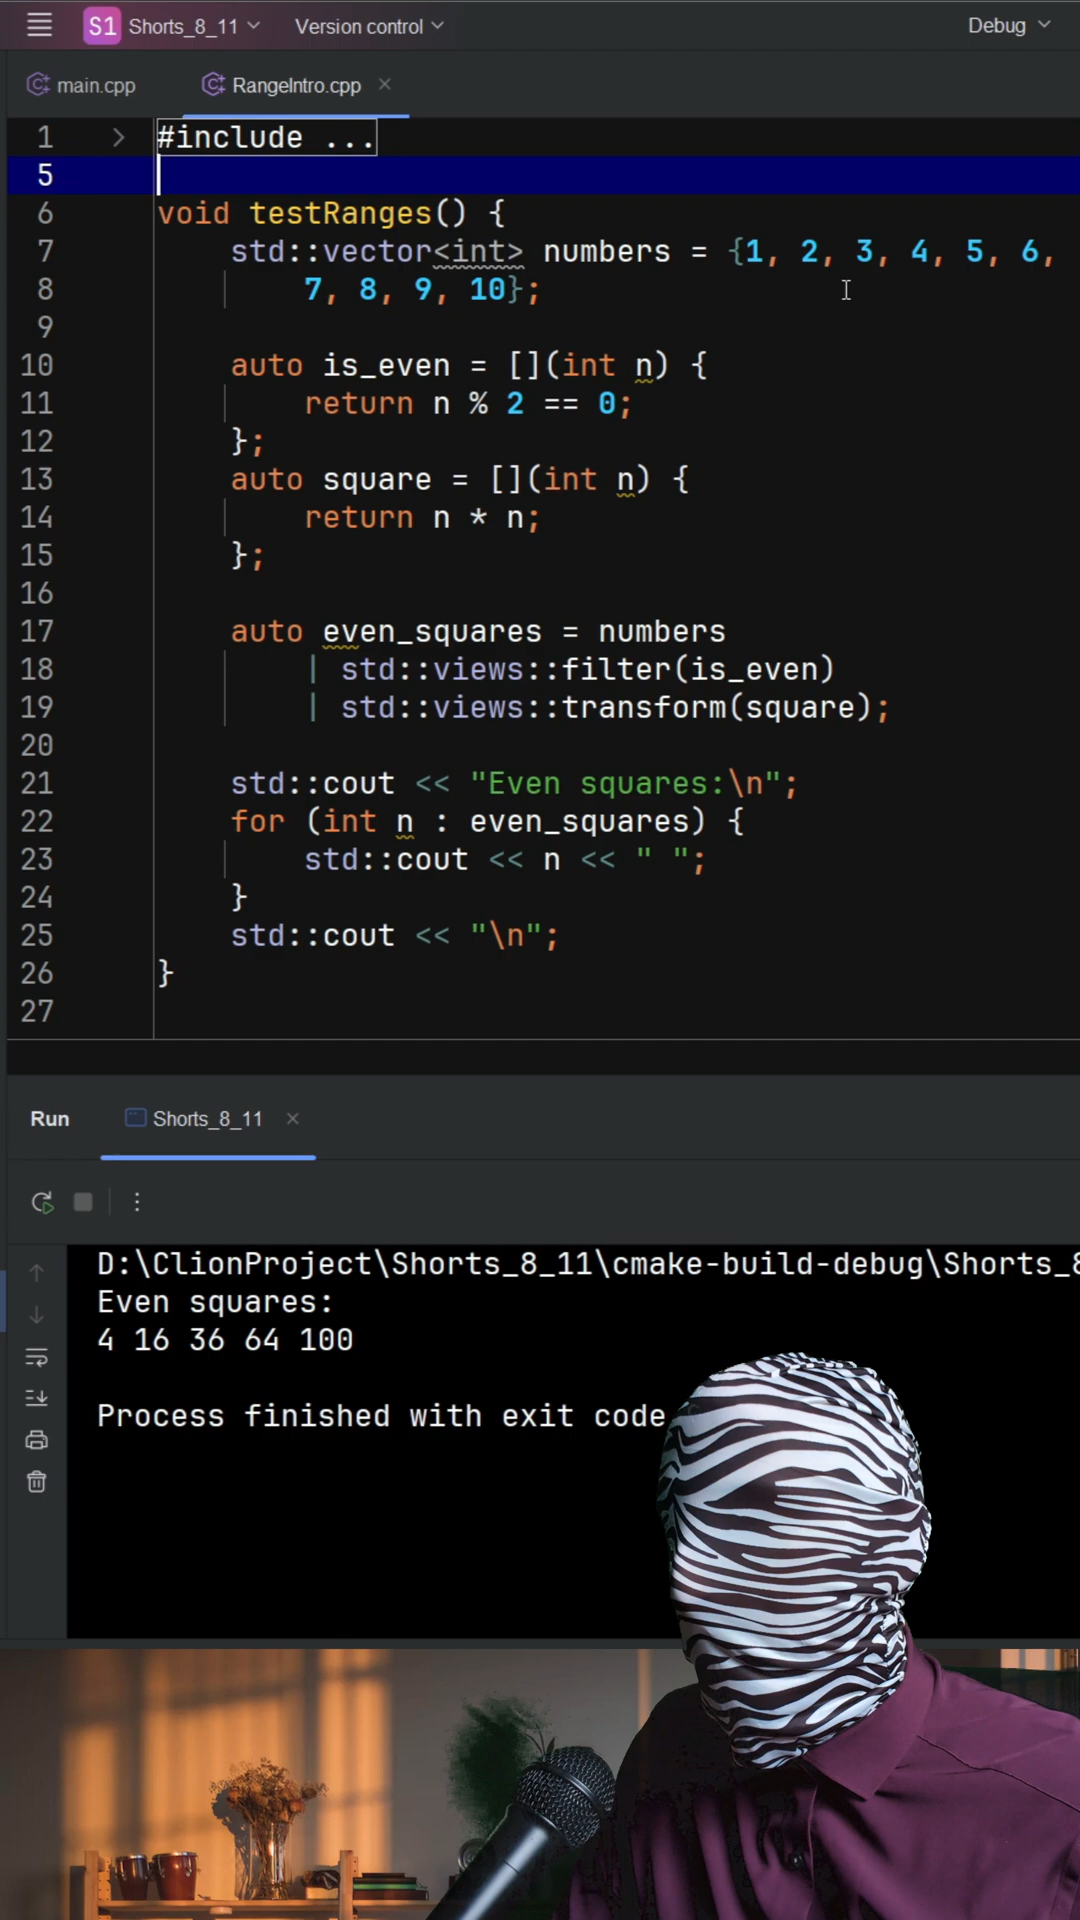 S1 Shorts_8_11 Version control Debug
main.cpp RangeIntro.cpp
1 #include ...
5
6 void testRanges() {
7 std::vector<int> numbers = {1, 2, 3, 4, 5, 6,
8 7, 8, 9, 10};
9
10 auto is_even = [](int n) {
11 return n % 2 == 0;
12 };
13 auto square = [](int n) {
14 return n * n;
15 };
16
17 auto even_squares = numbers
18 | std::views::filter(is_even)
19 | std::views::transform(square);
20
21 std::cout << "Even squares:\n";
22 for (int n : even_squares) {
23 std::cout << n << " ";
24 }
25 std::cout << "\n";
26 }
27
Run Shorts_8_11
D:\ClionProject\Shorts_8_11\cmake-build-debug\Shorts_8
Even squares:
4 16 36 64 100
Process finished with exit code